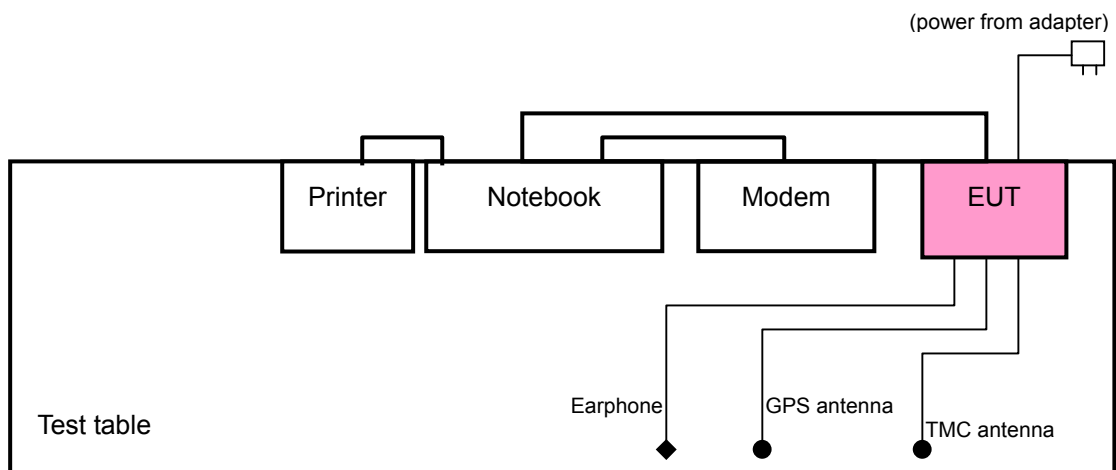 (power from adapter)
Printer
Notebook
Modem
EUT
Earphone
GPS antenna
TMC antenna
Test table